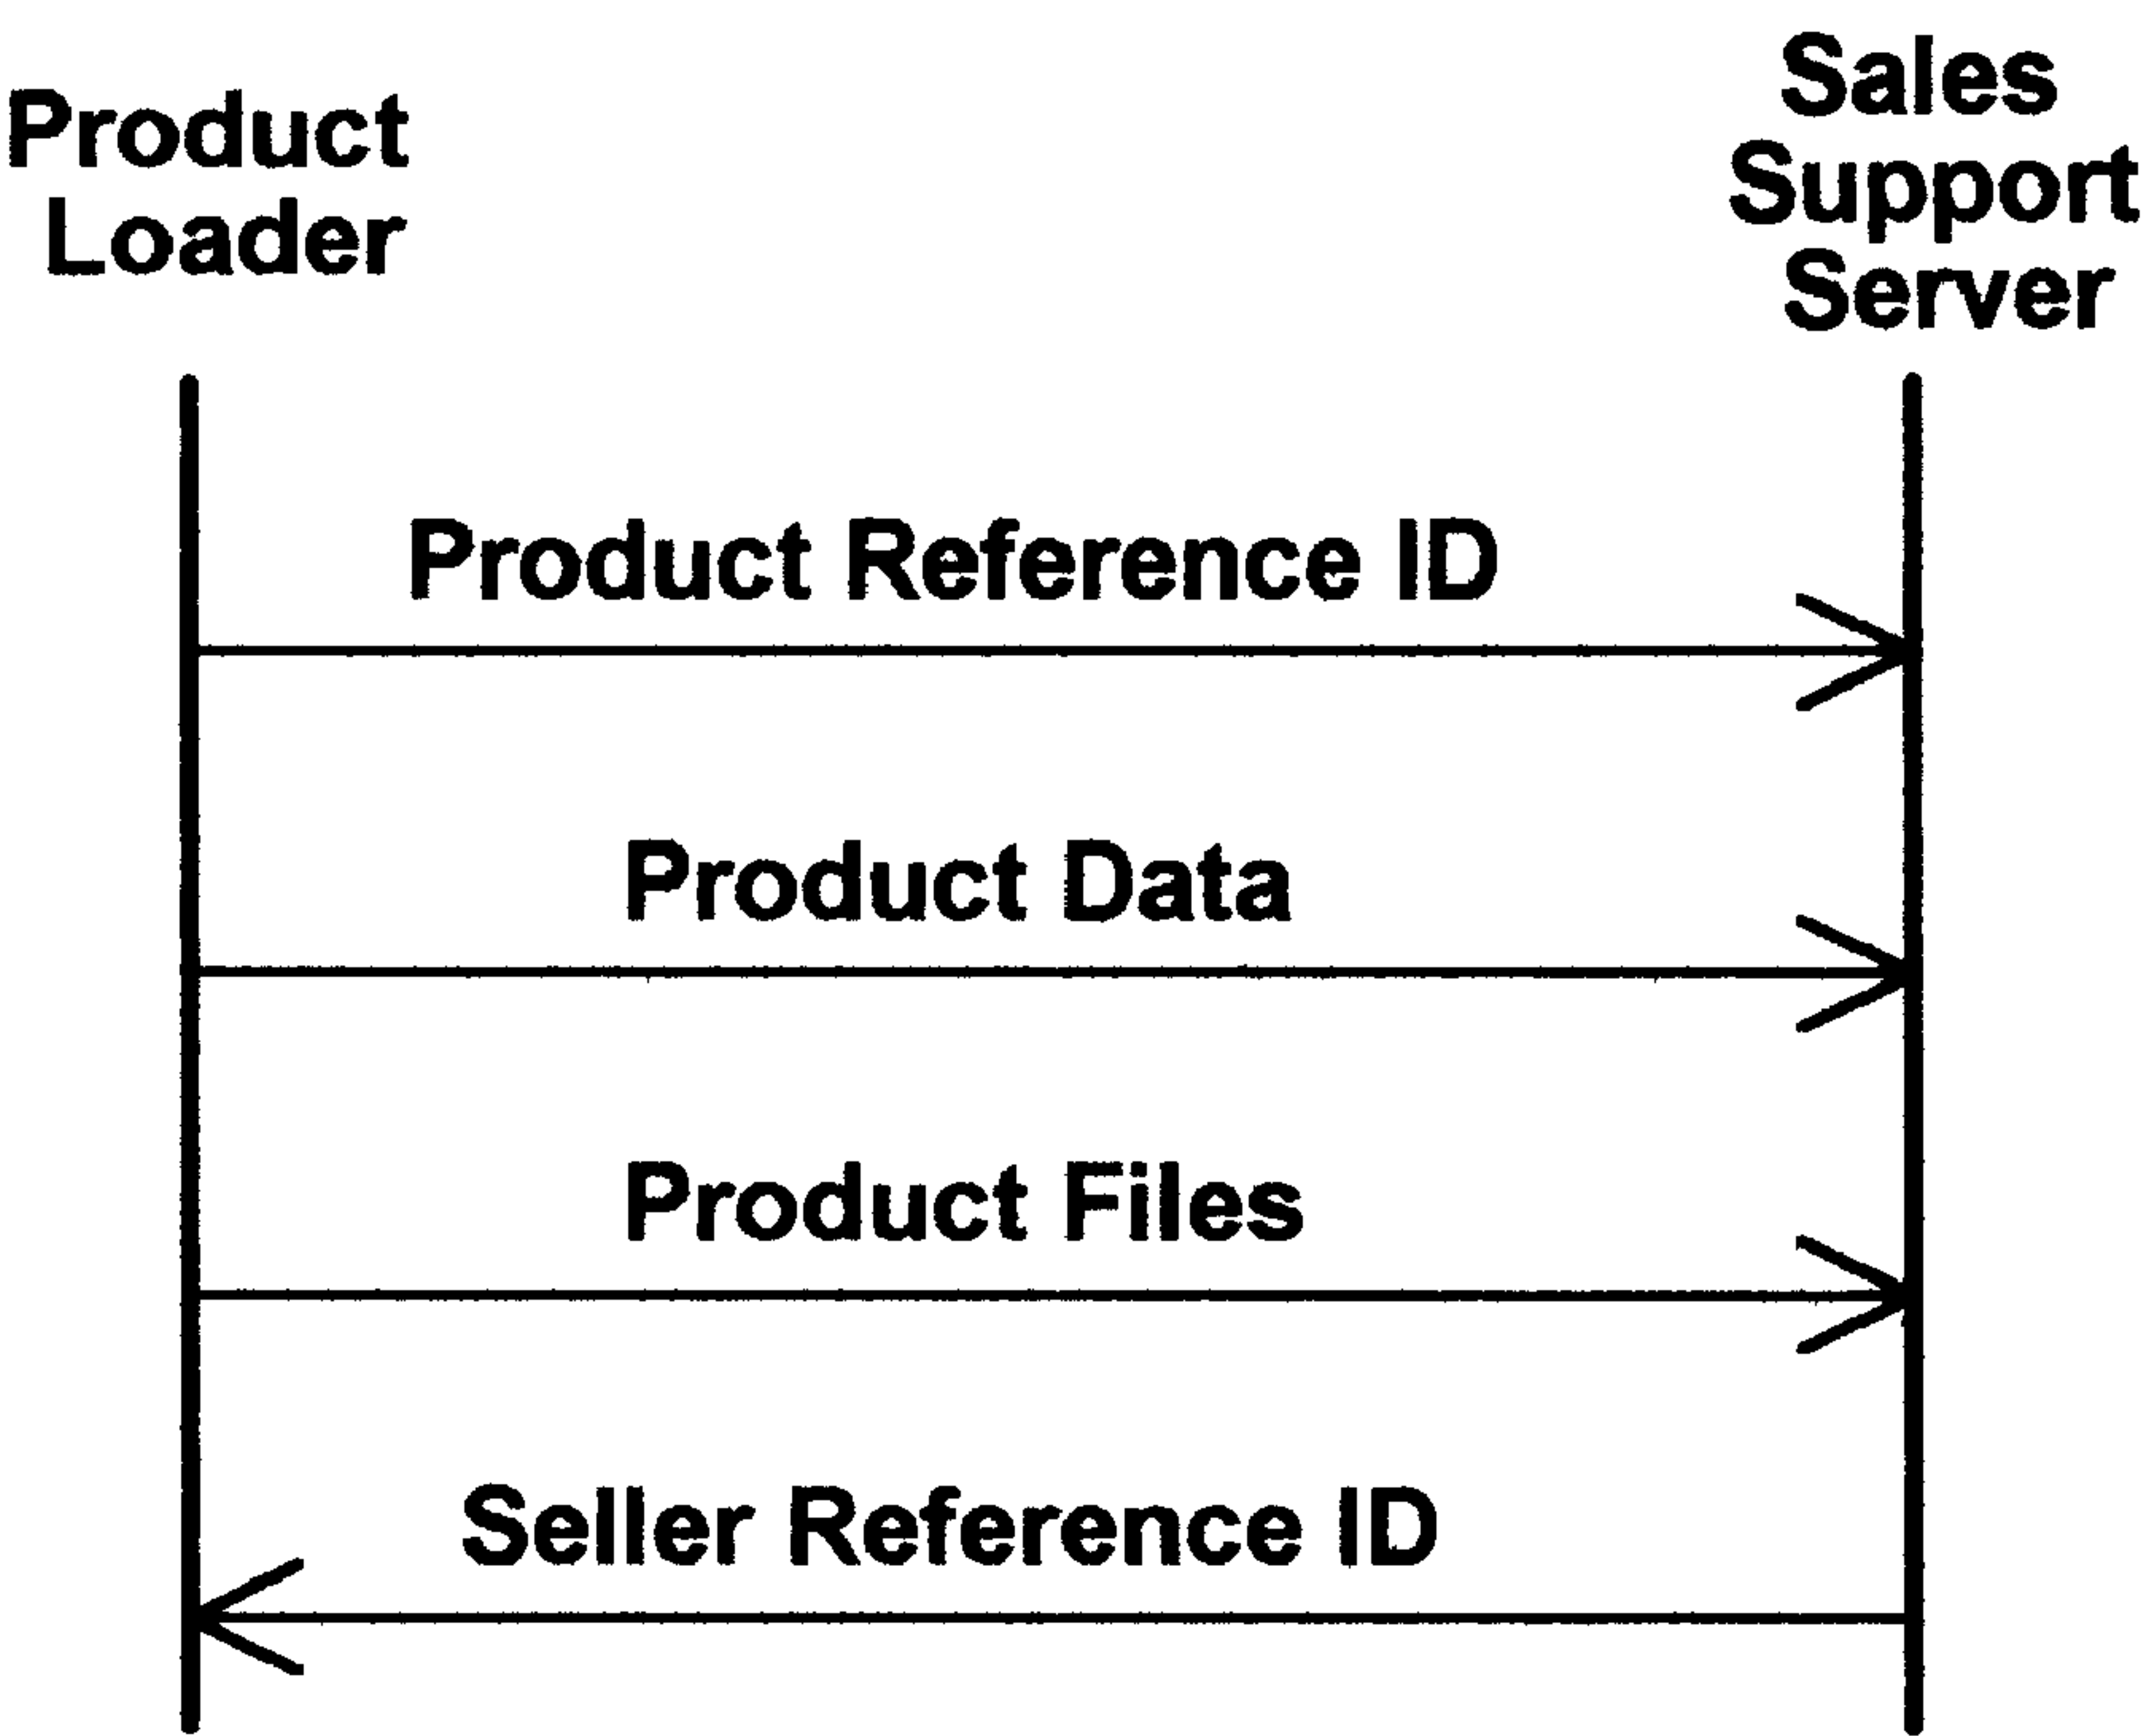 Product
Loader
Sales
Support
Server
Product Reference ID
Product Data
Product Files
Seller Reference ID